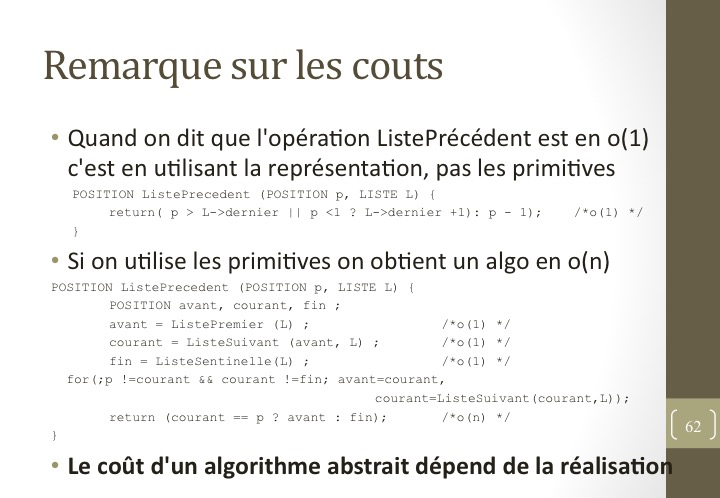 Remarque sur les couts
• Quand on dit que l'opération ListePrécédent est en o(1)
c'est en utilisant la représentation, pas les primitives
POSITION ListePrecedent (POSITION p, LISTE L) {
return( p > L->dernier || p <1 ? L->dernier +1): p - 1); /*o(1) */
}
• Si on utilise les primitives on obtient un algo en o(n)
POSITION ListePrecedent (POSITION p, LISTE L) {
POSITION avant, courant, fin ;
avant = ListePremier (L) ; /*o(1) */
courant = ListeSuivant (avant, L) ; /*o(1) */
fin = ListeSentinelle(L) ; /*o(1) */
for(;p !=courant && courant !=fin; avant=courant,
courant=ListeSuivant(courant,L));
return (courant == p ? avant : fin); /*o(n) */
}
62
• Le coût d'un algorithme abstrait dépend de la réalisation